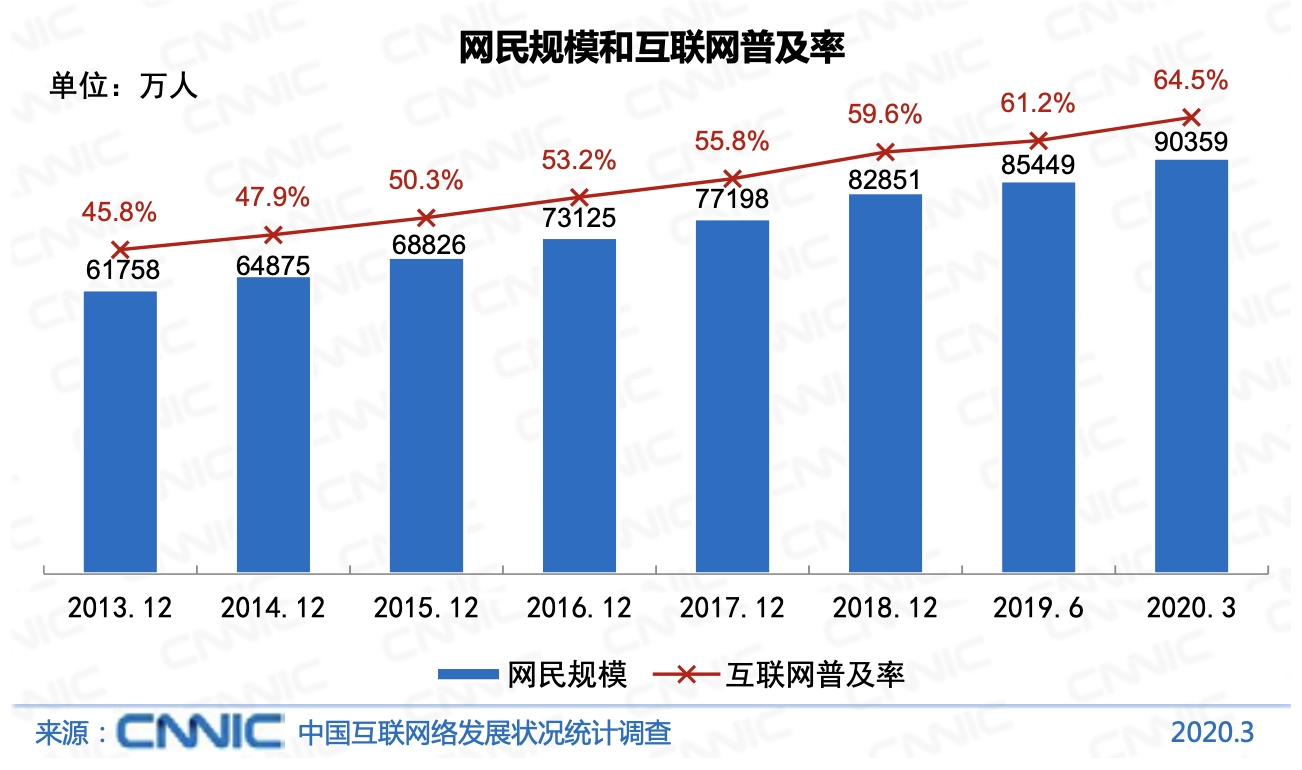 网民规模和互联网普及率
单位：万人
45.8% 47.9% 50.3% 53.2% 55.8% 59.6% 61.2% 64.5%
61758 64875 68826 73125 77198 82851 85449 90359
2013.12 2014.12 2015.12 2016.12 2017.12 2018.12 2019.6 2020.3
网民规模 互联网普及率
来源：CNNIC 中国互联网络发展状况统计调查 2020.3